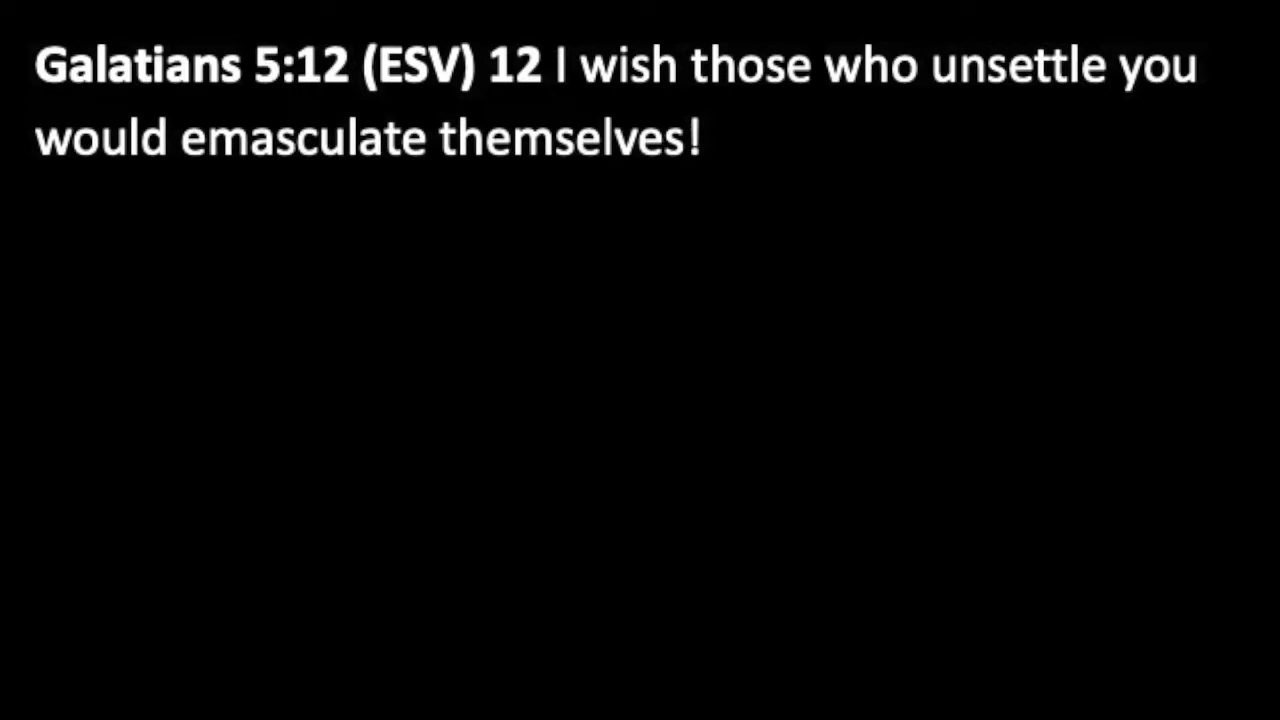 Galatians 5:12 (ESV) 12 I wish those who unsettle you
would emasculate themselves!